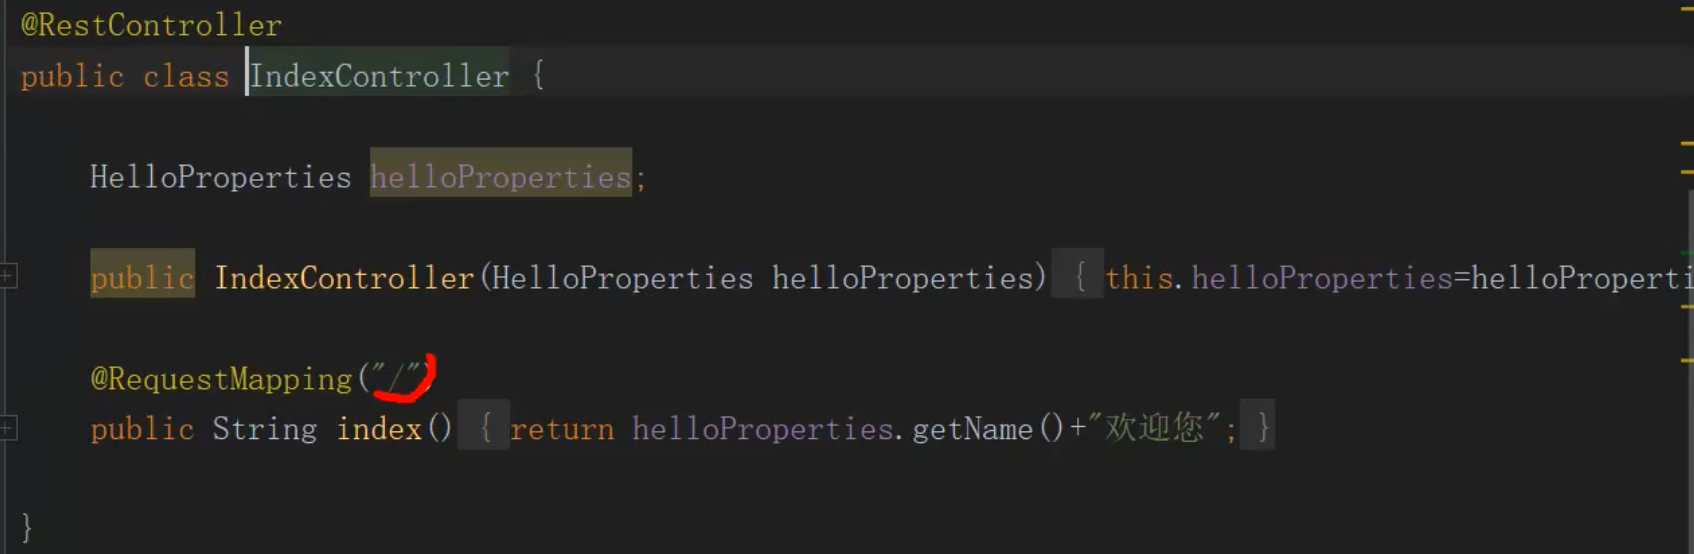 @RestController
public class IndexController {
HelloProperties helloProperties;
public IndexController(HelloProperties helloProperties) { this.helloProperties=helloProperti
@RequestMapping("/")
public String index() { return helloProperties.getName()+"欢迎您"; }
}